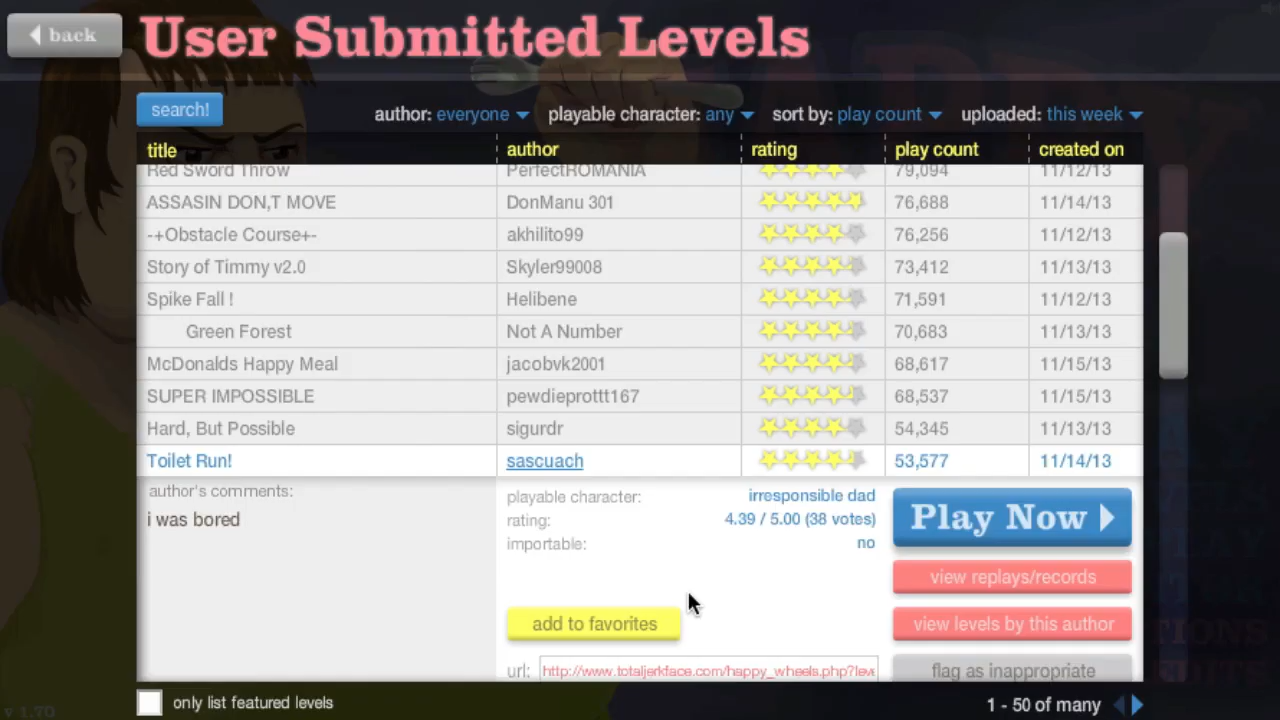 back
User Submitted Levels
search!
author: everyone playable character: any sort by: play count uploaded: this week
title author rating play count created on
Red Sword Throw PerfectROMANIA 79,094 11/12/13
ASSASIN DON,T MOVE DonManu 301 76,688 11/14/13
-+Obstacle Course+- akhilito99 76,256 11/12/13
Story of Timmy v2.0 Skyler99008 73,412 11/13/13
Spike Fall ! Helibene 71,591 11/12/13
Green Forest Not A Number 70,683 11/13/13
McDonalds Happy Meal jacobvk2001 68,617 11/15/13
SUPER IMPOSSIBLE pewdieprottt167 68,537 11/15/13
Hard, But Possible sigurdr 54,345 11/13/13
Toilet Run! sascuach 53,577 11/14/13
author's comments:
i was bored
playable character: irresponsible dad
rating: 4.39 / 5.00 (38 votes)
importable: no
Play Now
view replays/records
add to favorites
view levels by this author
url: http://www.totaljerkface.com/happy_wheels.php?lev
flag as inappropriate
only list featured levels
1 - 50 of many
v 1.70